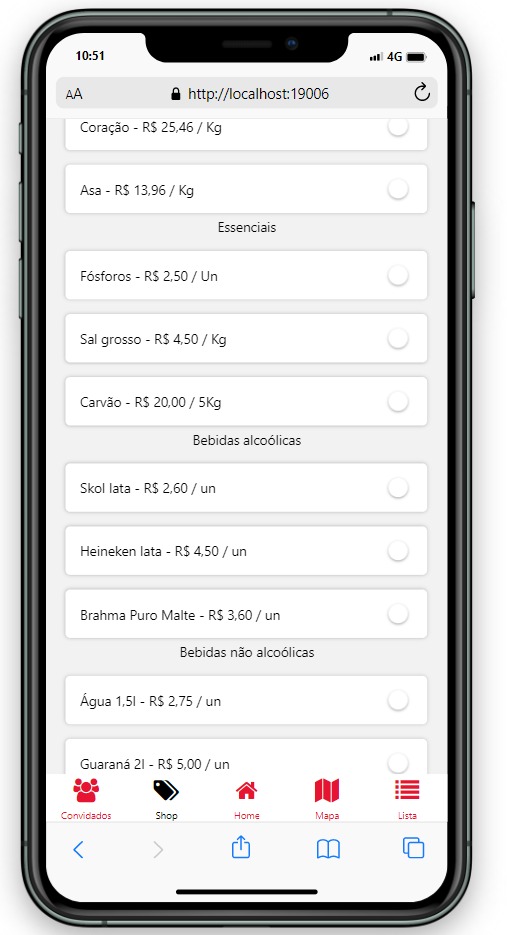 10:51
4G
AA
http://localhost:19006
Coração - R$ 25,46 / Kg
Asa - R$ 13,96 / Kg
Essenciais
Fósforos - R$ 2,50 / Un
Sal grosso - R$ 4,50 / Kg
Carvão - R$ 20,00 / 5Kg
Bebidas alcoólicas
Skol lata - R$ 2,60 / un
Heineken lata - R$ 4,50 / un
Brahma Puro Malte - R$ 3,60 / un
Bebidas não alcoólicas
Água 1,5l - R$ 2,75 / un
Guaraná 2l - R$ 5,00 / un
Convidados
Shop
Home
Mapa
Lista